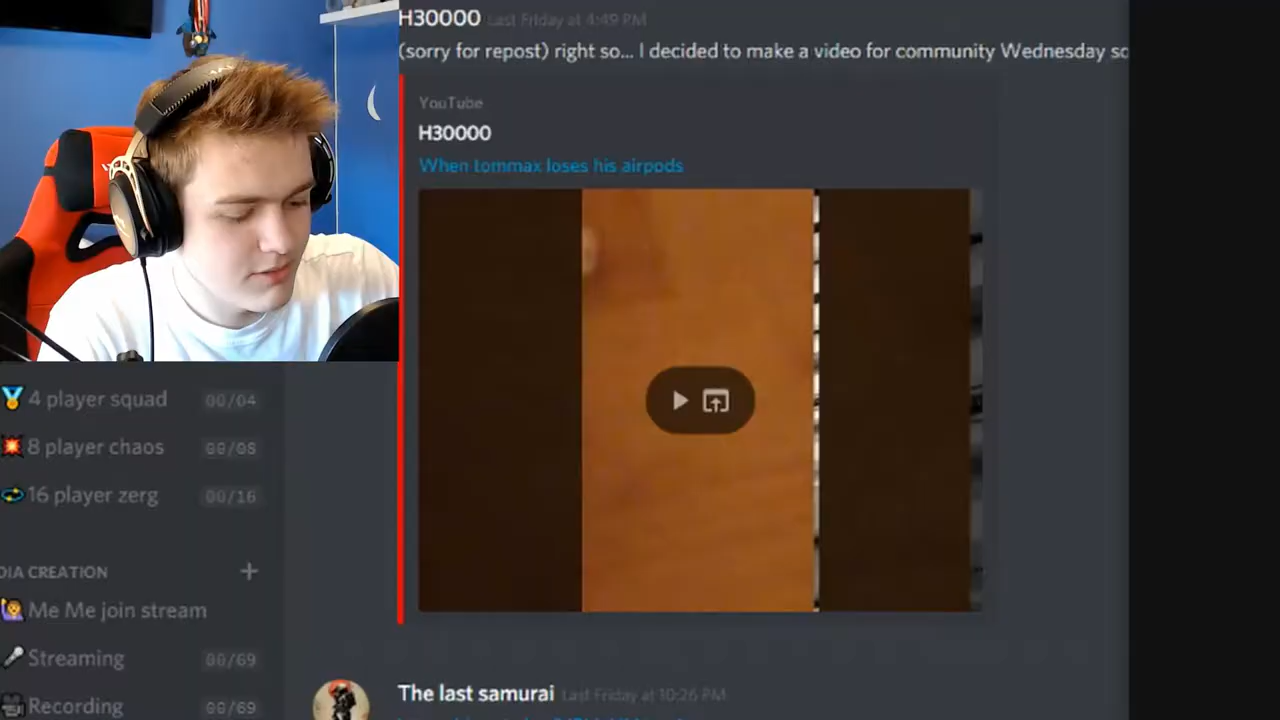 H30000 Last Friday at 4:49 PM
(sorry for repost) right so... I decided to make a video for community Wednesday so
YouTube
H30000
When tommax loses his airpods
4 player squad 00/04
8 player chaos 00/08
16 player zerg 00/16
DIA CREATION +
Me Me join stream
Streaming 00/69
Recording 00/69
The last samurai Last Friday at 10:26 PM